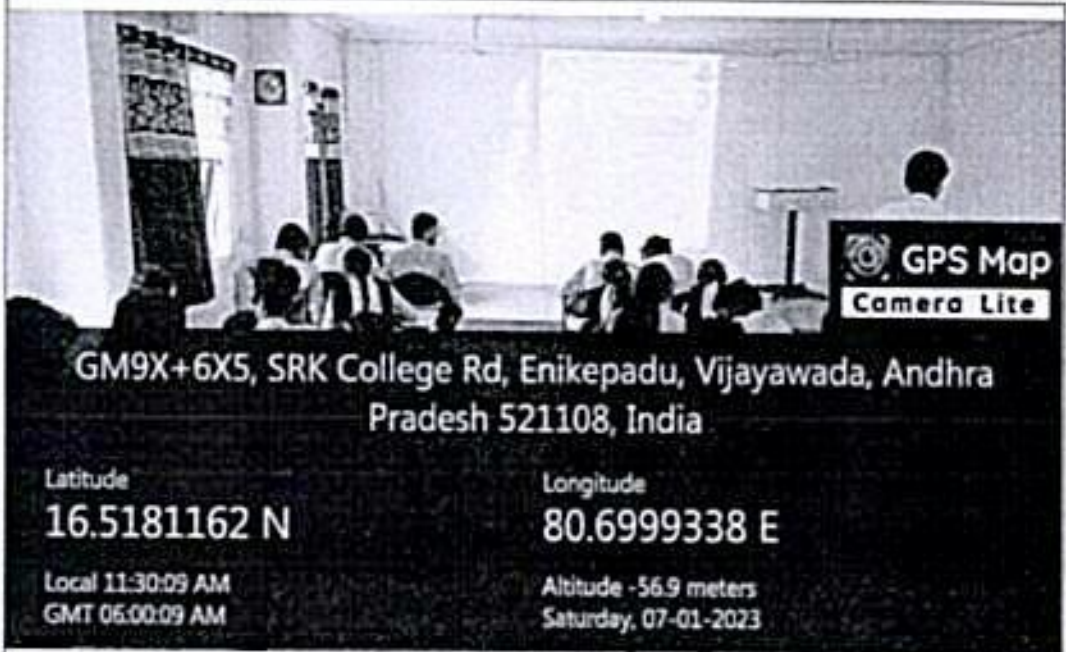 GPS Map
Camera Lite
GM9X+6X5, SRK College Rd, Enikepadu, Vijayawada, Andhra
Pradesh 521108, India
Latitude
16.5181162 N
Longitude
80.6999338 E
Local 11:30:09 AM
GMT 06:00:09 AM
Altitude -56.9 meters
Saturday, 07-01-2023